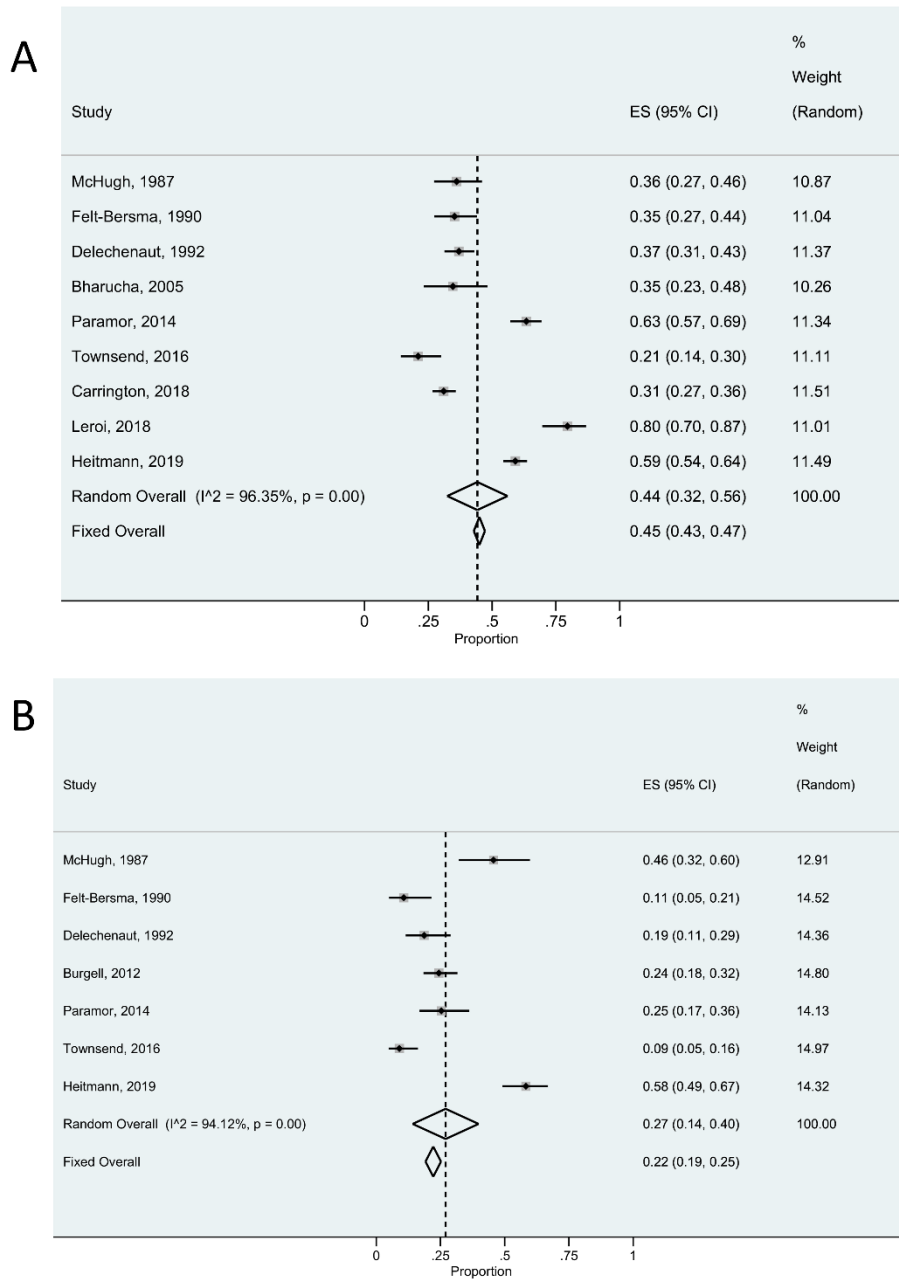 A
%
Weight
Study ES (95% CI) (Random)
McHugh, 1987 0.36 (0.27, 0.46) 10.87
Felt-Bersma, 1990 0.35 (0.27, 0.44) 11.04
Delechenaut, 1992 0.37 (0.31, 0.43) 11.37
Bharucha, 2005 0.35 (0.23, 0.48) 10.26
Paramor, 2014 0.63 (0.57, 0.69) 11.34
Townsend, 2016 0.21 (0.14, 0.30) 11.11
Carrington, 2018 0.31 (0.27, 0.36) 11.51
Leroi, 2018 0.80 (0.70, 0.87) 11.01
Heitmann, 2019 0.59 (0.54, 0.64) 11.49
Random Overall (I^2 = 96.35%, p = 0.00) 0.44 (0.32, 0.56) 100.00
Fixed Overall 0.45 (0.43, 0.47)
0 .25 .5 .75 1
Proportion
B
%
Weight
Study ES (95% CI) (Random)
McHugh, 1987 0.46 (0.32, 0.60) 12.91
Felt-Bersma, 1990 0.11 (0.05, 0.21) 14.52
Delechenaut, 1992 0.19 (0.11, 0.29) 14.36
Burgell, 2012 0.24 (0.18, 0.32) 14.80
Paramor, 2014 0.25 (0.17, 0.36) 14.13
Townsend, 2016 0.09 (0.05, 0.16) 14.97
Heitmann, 2019 0.58 (0.49, 0.67) 14.32
Random Overall (I^2 = 94.12%, p = 0.00) 0.27 (0.14, 0.40) 100.00
Fixed Overall 0.22 (0.19, 0.25)
0 .25 .5 .75 1
Proportion